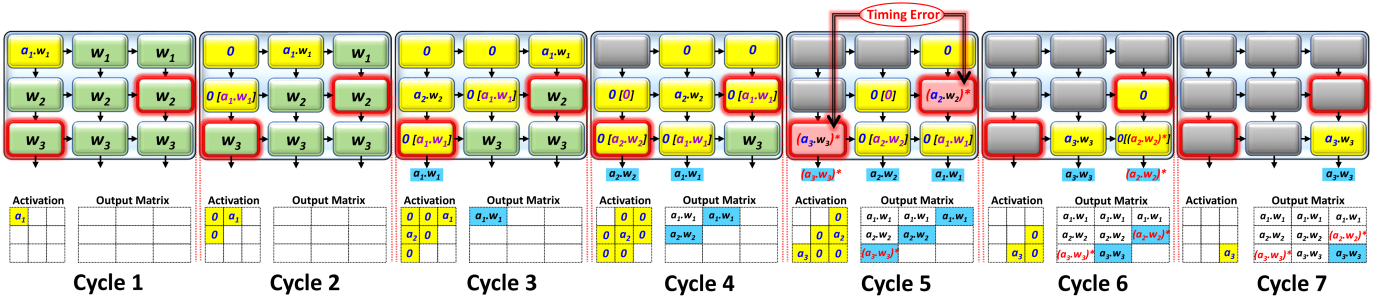 Timing Error
a₁.w₁ w₁ w₁
w₂ w₂ w₂
w₃ w₃ w₃
Activation Output Matrix
a₁
Cycle 1
0 a₁.w₁ w₁
0 [a₁.w₁] w₂ w₂
w₃ w₃ w₃
Activation Output Matrix
0 a₁
0
Cycle 2
0 0 a₁.w₁
a₂.w₂ 0 [a₁.w₁] w₂
0 [a₁.w₁] w₃ w₃
a₁.w₁
Activation Output Matrix
0 0 a₁ a₁.w₁
a₂ 0
0
Cycle 3
0 0
0 [0] a₂.w₂ 0 [a₁.w₁]
0 [a₂.w₂] 0 [a₁.w₁] w₃
a₂.w₂ a₁.w₁
Activation Output Matrix
0 0 a₁.w₁ a₁.w₁
0 a₂ 0 a₂.w₂
0 0
Cycle 4
0
0 [0] (a₂.w₂)*
(a₃.w₃)* 0 [a₂.w₂] 0 [a₁.w₁]
(a₃.w₃)* a₂.w₂ a₁.w₁
Activation Output Matrix
0 a₁.w₁ a₁.w₁ a₁.w₁
0 a₂ a₂.w₂ a₂.w₂
a₃ 0 0 (a₃.w₃)*
Cycle 5
0
a₃.w₃ 0[(a₂.w₂)*]
a₃.w₃ (a₂.w₂)*
Activation Output Matrix
a₁.w₁ a₁.w₁ a₁.w₁
0 a₂.w₂ a₂.w₂ (a₂.w₂)*
a₃ 0 (a₃.w₃)* a₃.w₃
Cycle 6
a₃.w₃
a₃.w₃
Activation Output Matrix
a₁.w₁ a₁.w₁ a₁.w₁
a₂.w₂ a₂.w₂ (a₂.w₂)*
a₃ (a₃.w₃)* a₃.w₃ a₃.w₃
Cycle 7